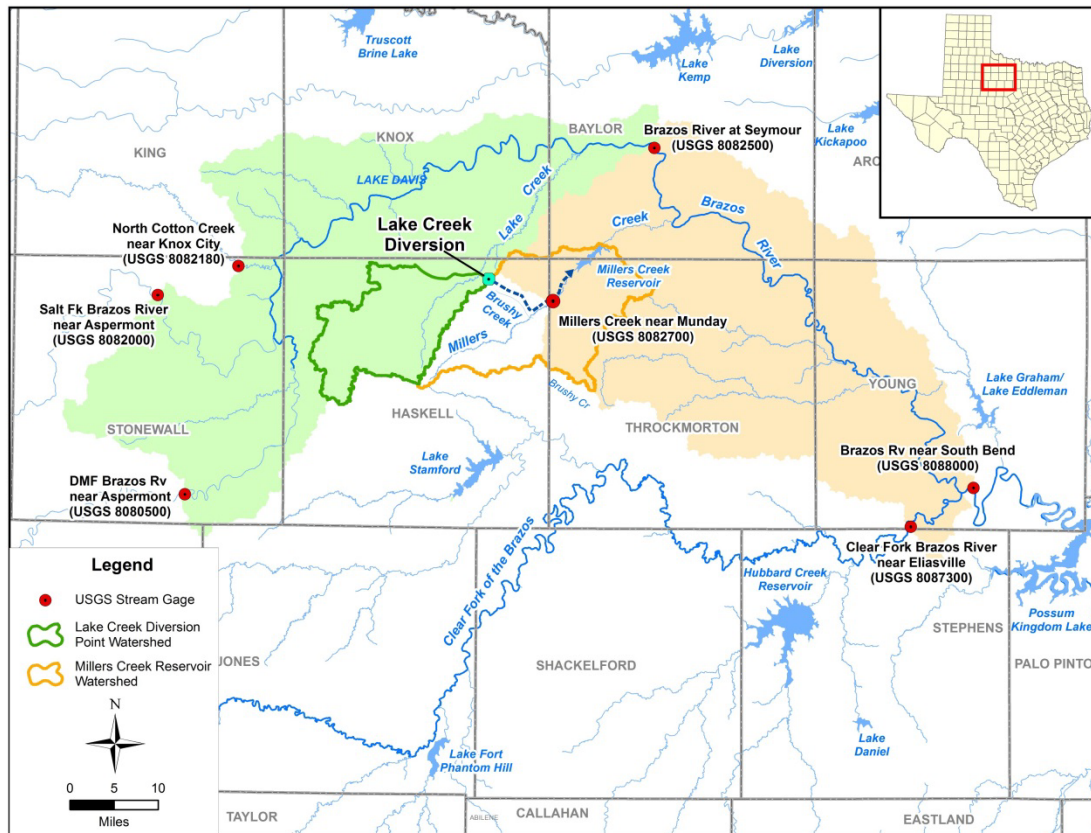 Truscott
Brine Lake
Lake
Kemp
Lake
Diversion
KNOX
BAYLOR
Brazos River at Seymour
(USGS 8082500)
Lake
Kickapoo
KING
ARC
LAKE DAVIS
Lake Creek
North Cotton Creek
near Knox City
(USGS 8082180)
Lake Creek
Diversion
Creek
Brazos
River
Salt Fk Brazos River
near Aspermont
(USGS 8082000)
Brushy
Creek
Millers
Millers Creek
Reservoir
Millers Creek near Munday
(USGS 8082700)
Brushy Cr
YOUNG
Lake Graham/
Lake Eddleman
HASKELL
THROCKMORTON
STONEWALL
Lake
Stamford
Brazos Rv near South Bend
(USGS 8088000)
DMF Brazos Rv
near Aspermont
(USGS 8080500)
Clear Fork Brazos River
near Eliasville
(USGS 8087300)
Clear Fork of the Brazos
Hubbard Creek
Reservoir
Possum
Kingdom Lake
STEPHENS
JONES
SHACKELFORD
PALO PINTO
Lake
Daniel
Lake Fort
Phantom Hill
TAYLOR
ABILENE
CALLAHAN
EASTLAND
Legend
USGS Stream Gage
Lake Creek Diversion
Point Watershed
Millers Creek Reservoir
Watershed
N
0 5 10
Miles